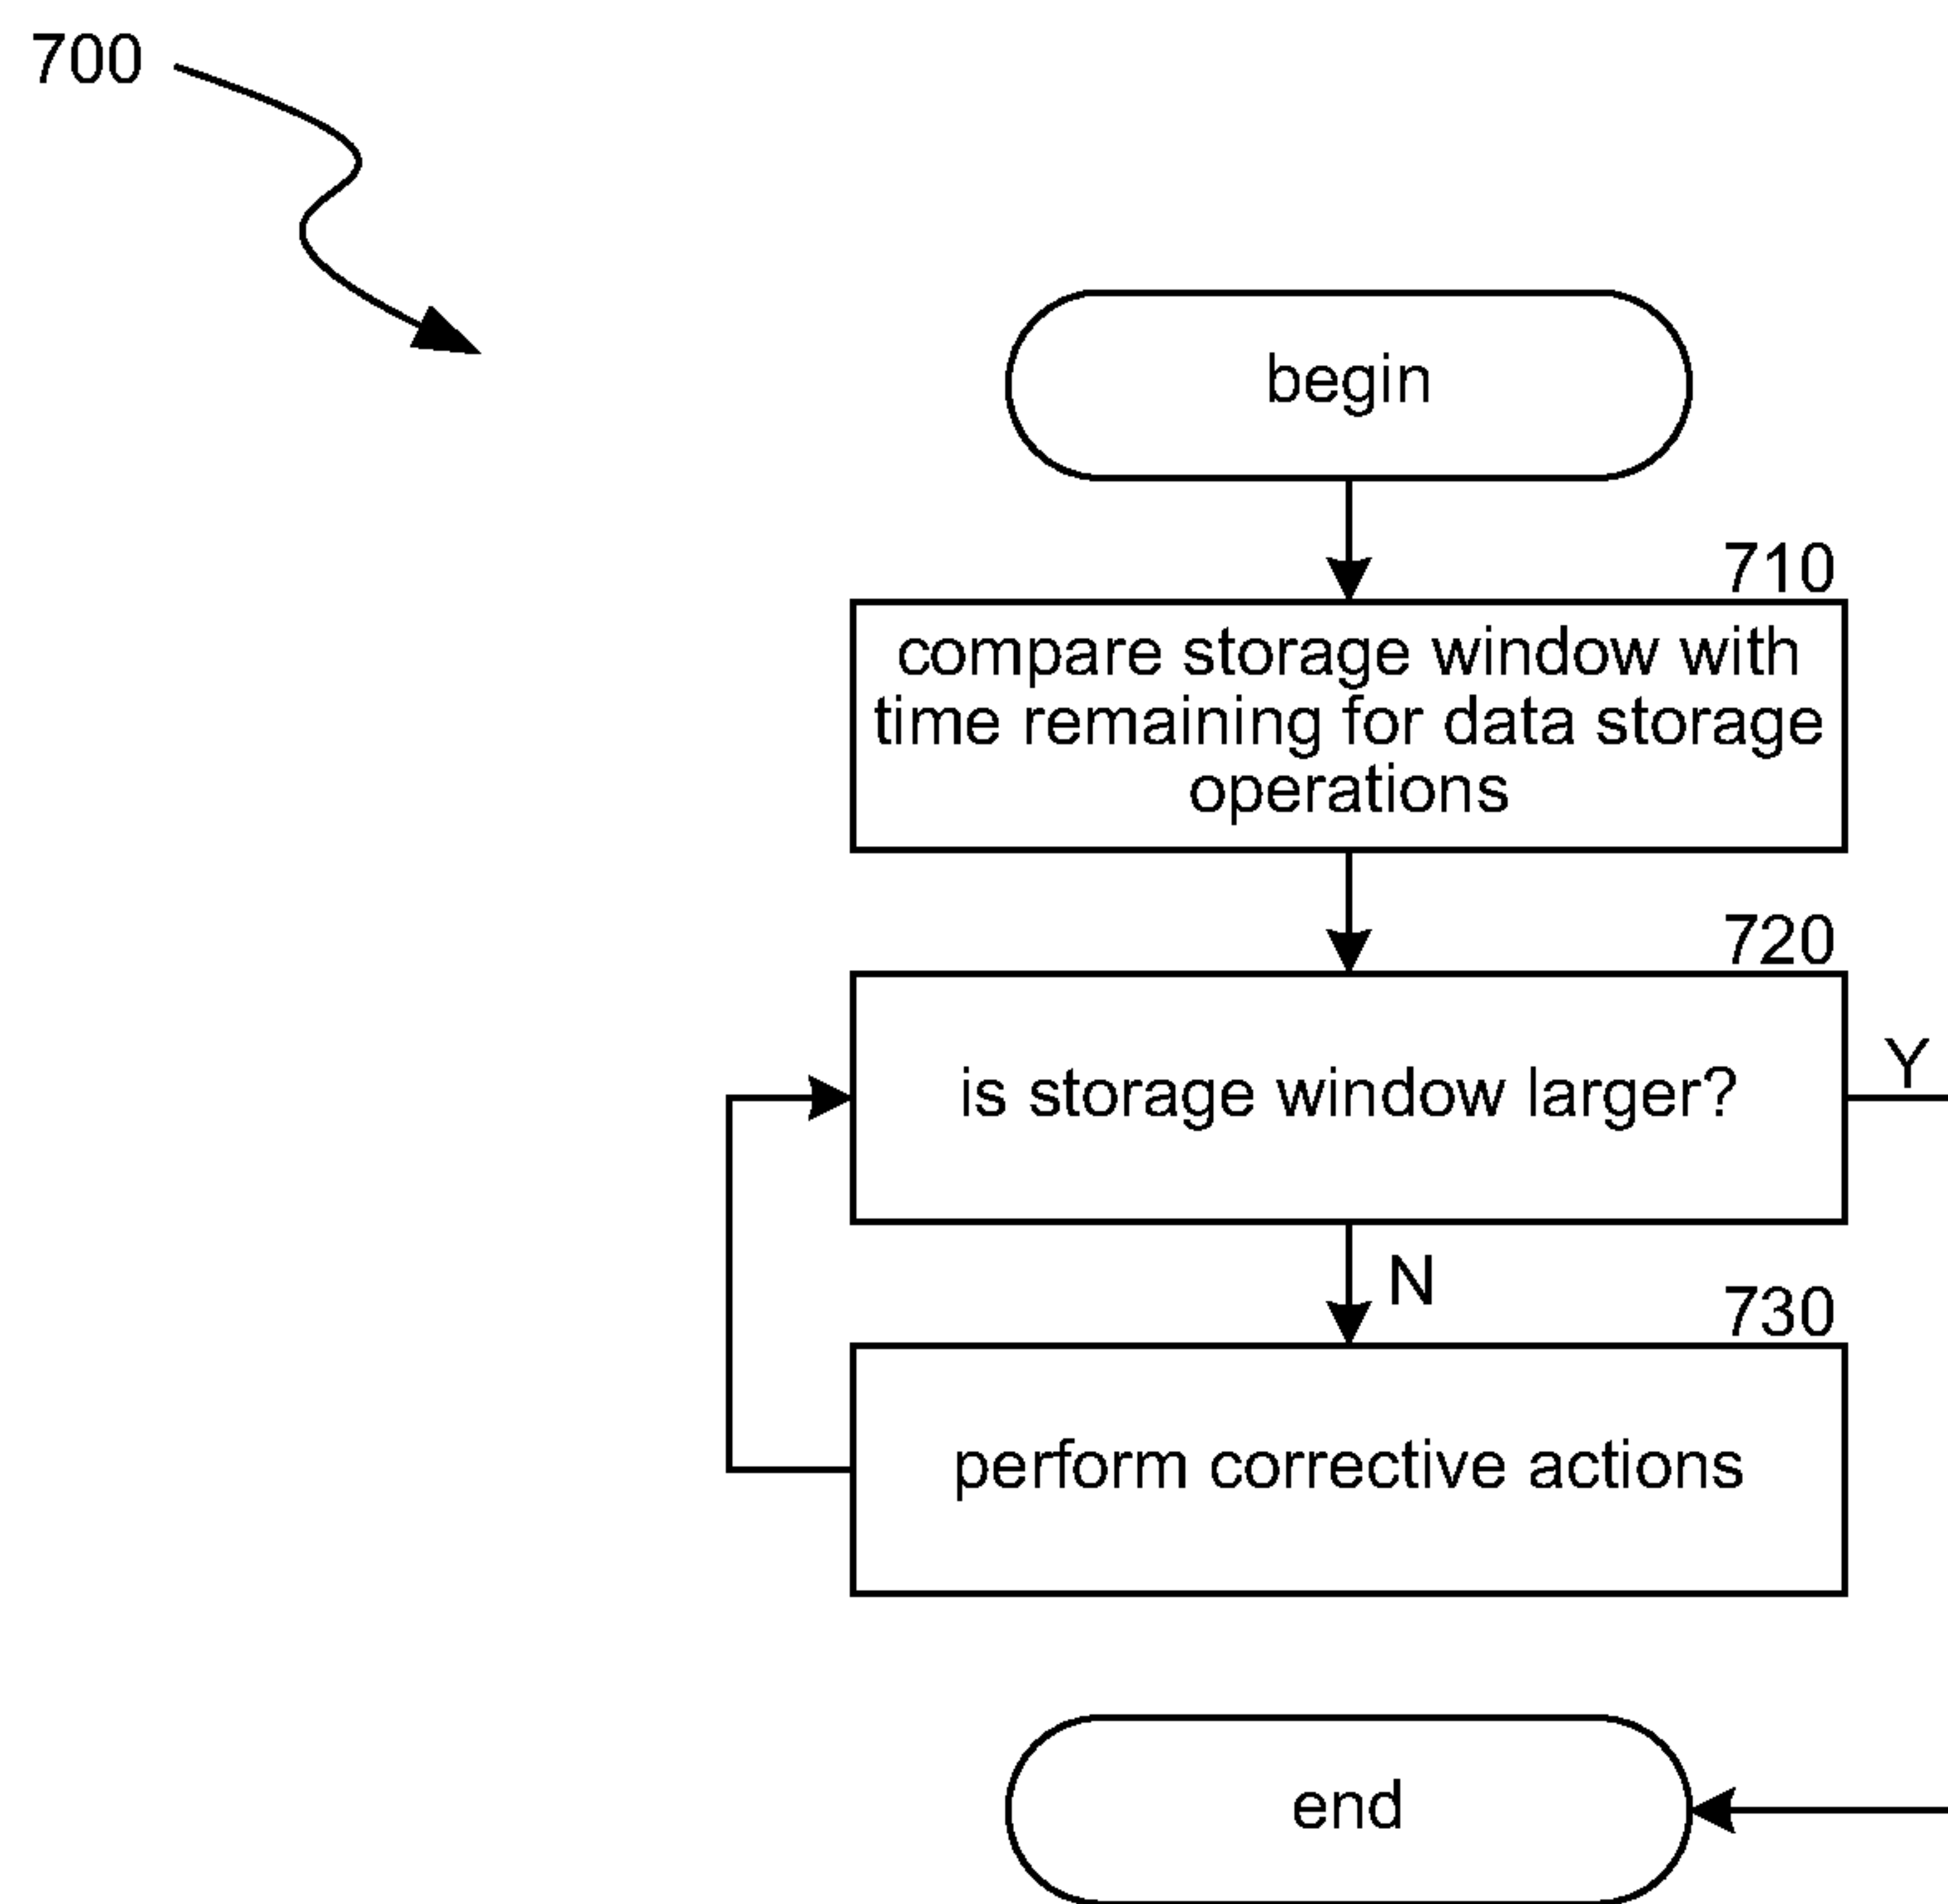 700
begin
710
compare storage window with
time remaining for data storage
operations
720
is storage window larger?
Y
N
730
perform corrective actions
end